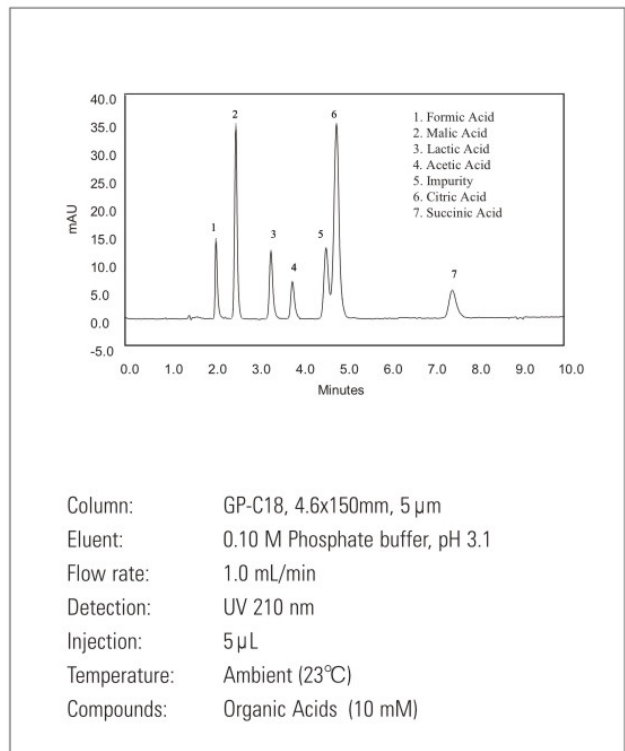 40.0
35.0
30.0
25.0
20.0
15.0
10.0
5.0
0.0
-5.0
mAU
1
2
3
4
5
6
7
1. Formic Acid
2. Malic Acid
3. Lactic Acid
4. Acetic Acid
5. Impurity
6. Citric Acid
7. Succinic Acid
0.0 1.0 2.0 3.0 4.0 5.0 6.0 7.0 8.0 9.0 10.0
Minutes
Column: GP-C18, 4.6x150mm, 5 µm
Eluent: 0.10 M Phosphate buffer, pH 3.1
Flow rate: 1.0 mL/min
Detection: UV 210 nm
Injection: 5 µL
Temperature: Ambient (23℃)
Compounds: Organic Acids (10 mM)